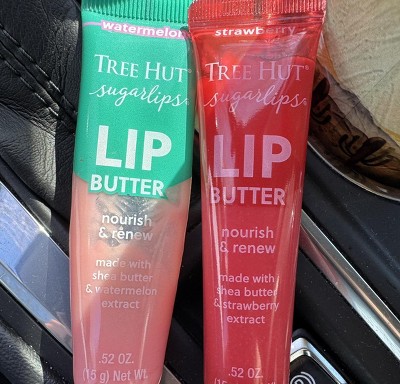 watermelon
TREE HUT
sugarlips
LIP
BUTTER
nourish
& renew
made with
shea butter
& watermelon
extract
.52 OZ.
(15 g) Net Wt.
strawberry
TREE HUT
sugarlips
LIP
BUTTER
nourish
& renew
made with
shea butter
& strawberry
extract
.52 OZ.